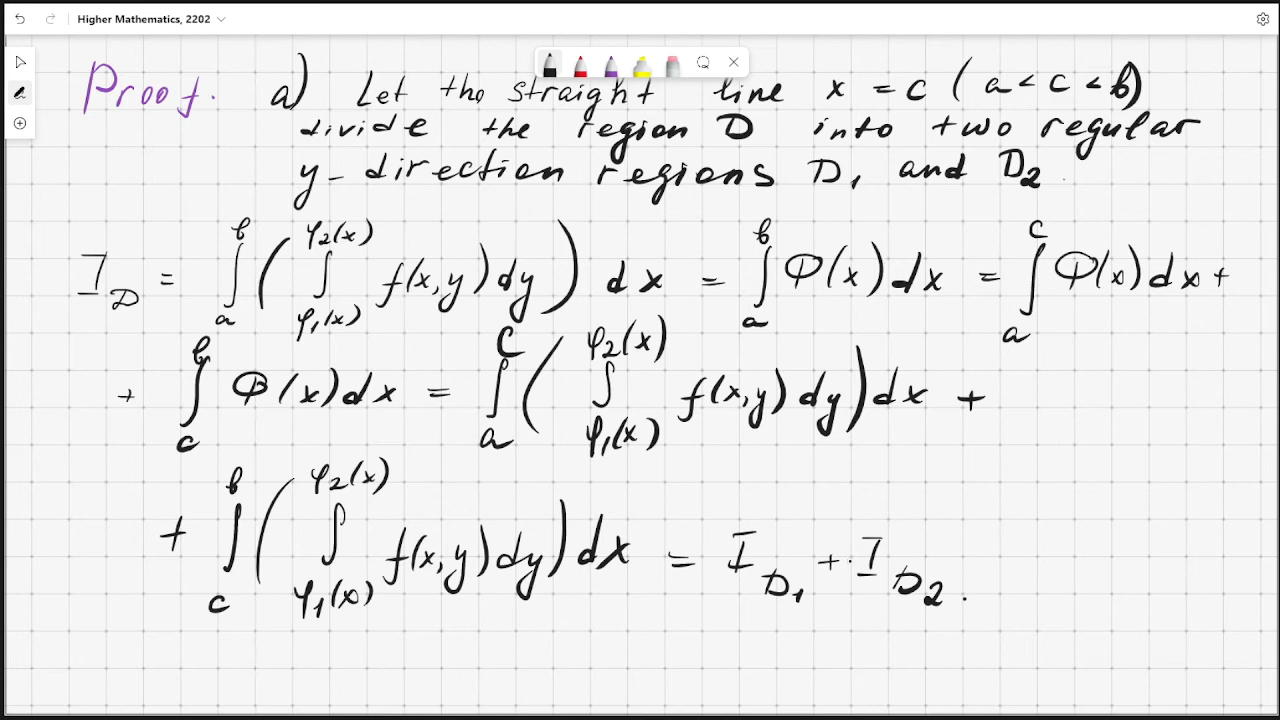 Higher Mathematics, 2202
Proof. a) Let the straight line x = c (a < c < b)
divide the region D into two regular
y-direction regions D₁ and D₂
I_D = ∫_a^b ( ∫_{φ₁(x)}^{φ₂(x)} f(x,y) dy ) dx = ∫_a^b Φ(x) dx = ∫_a^c Φ(x) dx +
+ ∫_c^b Φ(x) dx = ∫_a^c ( ∫_{φ₁(x)}^{φ₂(x)} f(x,y) dy ) dx +
+ ∫_c^b ( ∫_{φ₁(x)}^{φ₂(x)} f(x,y) dy ) dx = I_{D₁} + I_{D₂}.